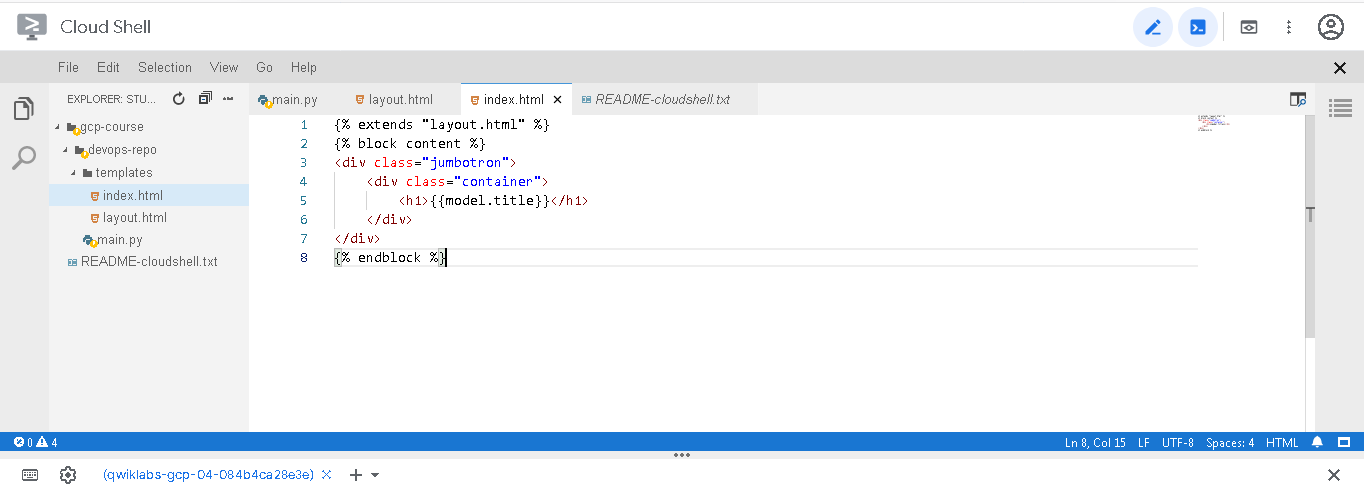 Cloud Shell
File Edit Selection View Go Help
EXPLORER: STU...
gcp-course
devops-repo
templates
index.html
layout.html
main.py
README-cloudshell.txt
main.py layout.html index.html README-cloudshell.txt
1 {% extends "layout.html" %}
2 {% block content %}
3 <div class="jumbotron">
4 <div class="container">
5 <h1>{{model.title}}</h1>
6 </div>
7 </div>
8 {% endblock %}
0 4 Ln 8, Col 15 LF UTF-8 Spaces: 4 HTML
(qwiklabs-gcp-04-084b4ca28e3e)